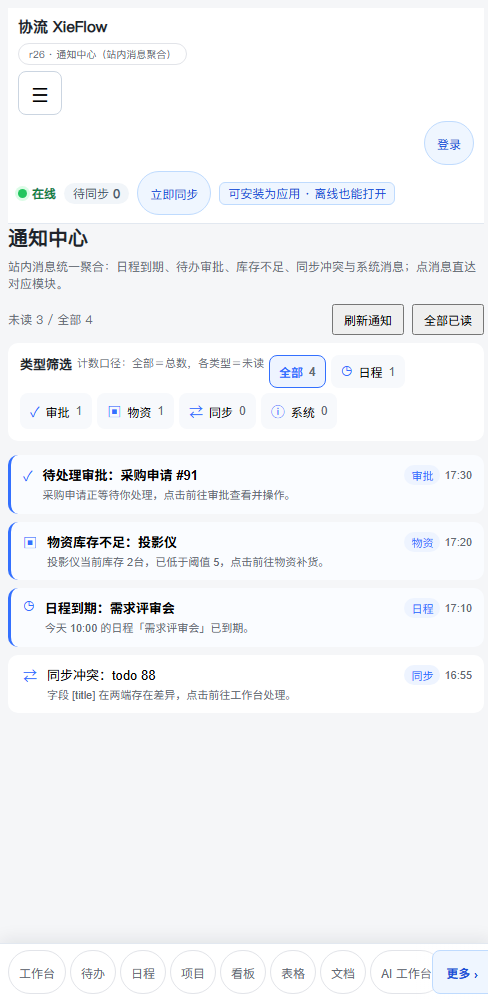 协流 XieFlow
r26 · 通知中心（站内消息聚合）
☰
登录
在线 待同步 0 立即同步 可安装为应用 · 离线也能打开
通知中心
站内消息统一聚合：日程到期、待办审批、库存不足、同步冲突与系统消息；点消息直达
对应模块。
未读 3 / 全部 4 刷新通知 全部已读
类型筛选 计数口径：全部＝总数，各类型＝未读 全部 4 日程 1
✓ 审批 1 物资 1 同步 0 系统 0
待处理审批：采购申请 #91 审批 17:30
采购申请正等待你处理，点击前往审批查看并操作。
物资库存不足：投影仪 物资 17:20
投影仪当前库存 2台，已低于阈值 5，点击前往物资补货。
日程到期：需求评审会 日程 17:10
今天 10:00 的日程「需求评审会」已到期。
同步冲突：todo 88 同步 16:55
字段 [title] 在两端存在差异，点击前往工作台处理。
工作台 待办 日程 项目 看板 表格 文档 AI 工作台 更多 ›